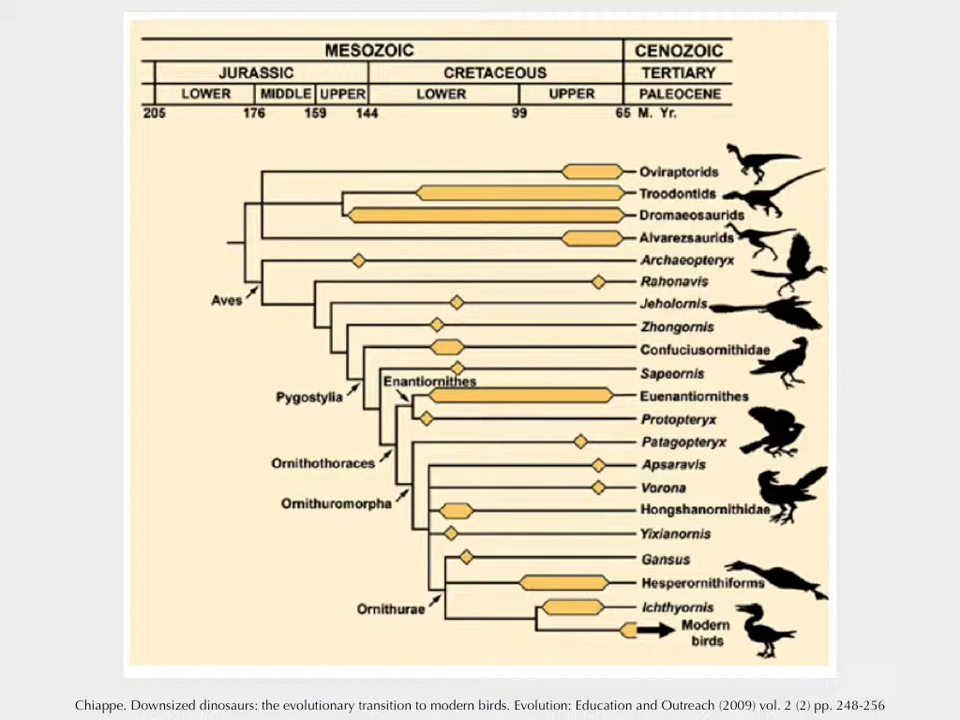 MESOZOIC CENOZOIC
JURASSIC CRETACEOUS TERTIARY
LOWER MIDDLE UPPER LOWER UPPER PALEOCENE
205 176 159 144 99 65 M. Yr.
Oviraptorids
Troodontids
Dromaeosaurids
Alvarezsaurids
Archaeopteryx
Rahonavis
Aves
Jeholornis
Zhongornis
Confuciusornithidae
Sapeornis
Enantiornithes
Pygostylia
Euenantiornithes
Protopteryx
Patagopteryx
Ornithothoraces
Apsaravis
Vorona
Ornithuromorpha
Hongshanornithidae
Yixianornis
Gansus
Hesperornithiforms
Ornithurae
Ichthyornis
Modern
birds
Chiappe. Downsized dinosaurs: the evolutionary transition to modern birds. Evolution: Education and Outreach (2009) vol. 2 (2) pp. 248-256